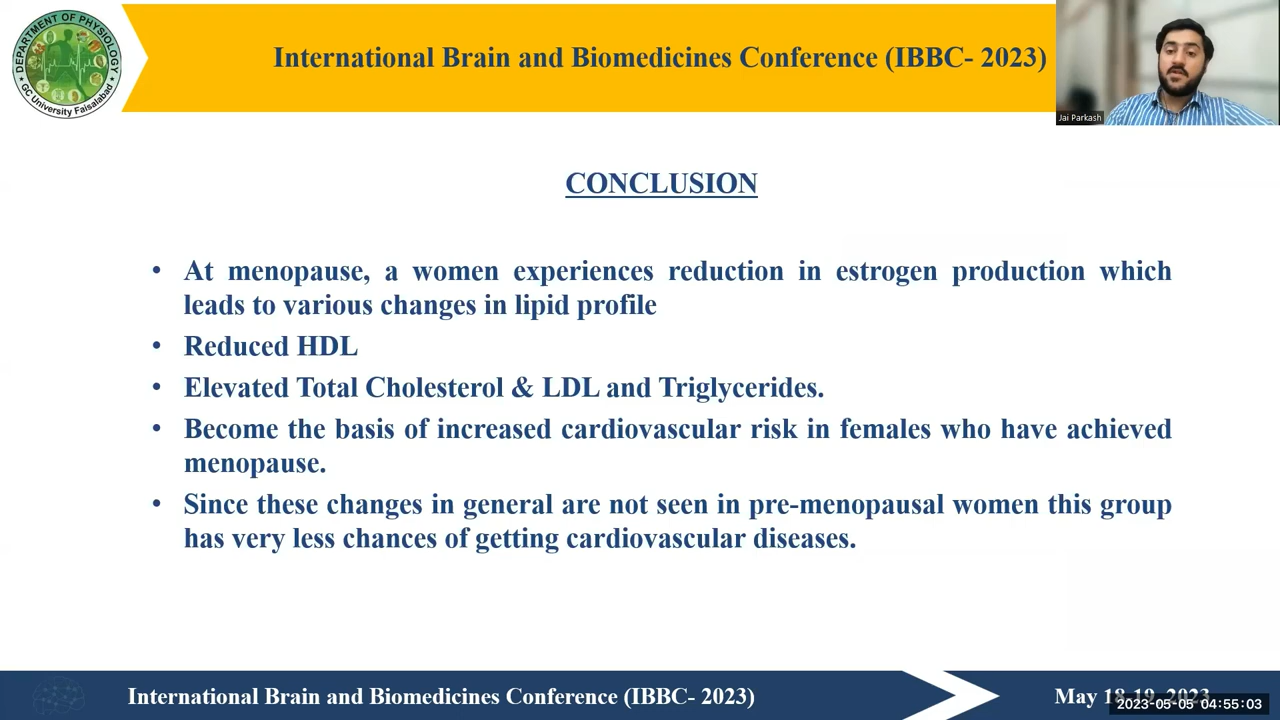 DEPARTMENT OF PHYSIOLOGY
GC University Faisalabad
International Brain and Biomedicines Conference (IBBC- 2023)
Jai Parkash
CONCLUSION
• At menopause, a women experiences reduction in estrogen production which
leads to various changes in lipid profile
• Reduced HDL
• Elevated Total Cholesterol & LDL and Triglycerides.
• Become the basis of increased cardiovascular risk in females who have achieved
menopause.
• Since these changes in general are not seen in pre-menopausal women this group
has very less chances of getting cardiovascular diseases.
International Brain and Biomedicines Conference (IBBC- 2023)
May 18-19, 2023
2023-05-05 04:55:03